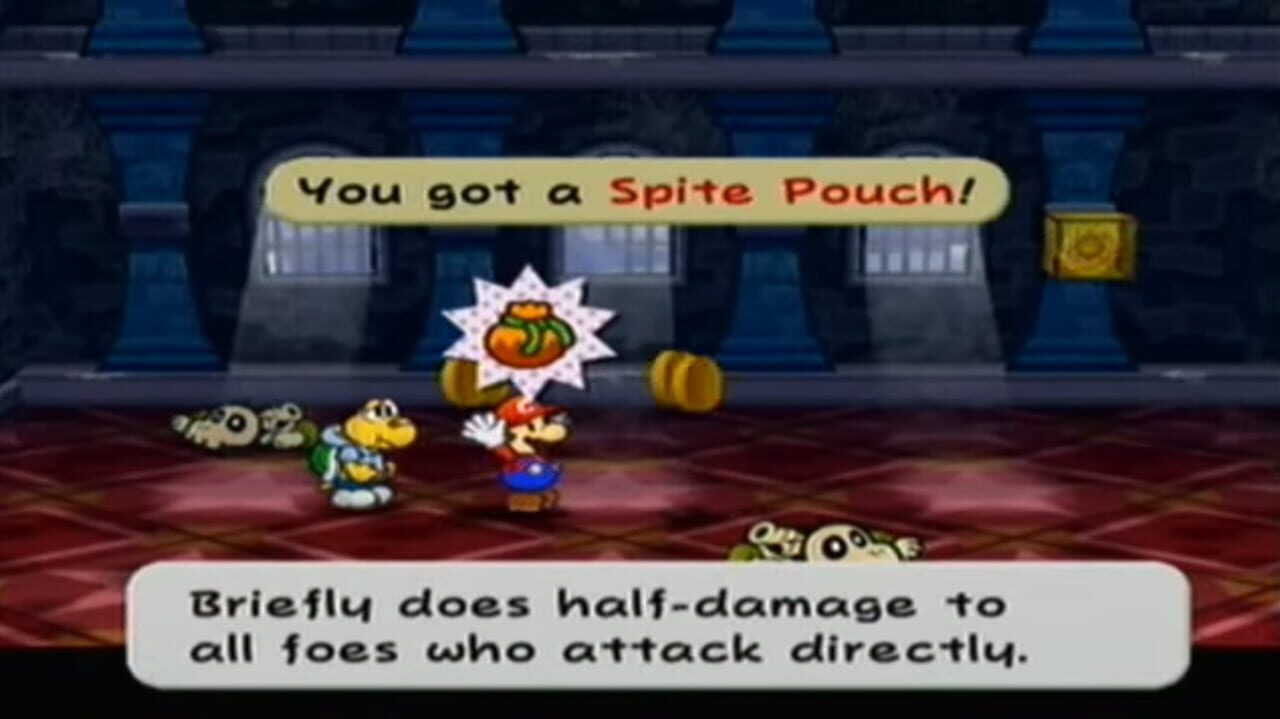 You got a Spite Pouch!
Briefly does half-damage to
all foes who attack directly.